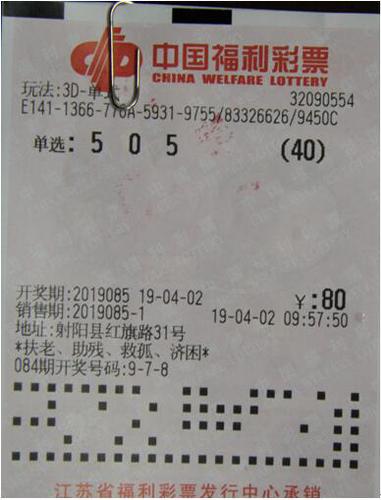 中国福利彩票
CHINA WELFARE LOTTERY
玩法:3D-单式
32090554
E141-1366-776A-5931-9755/83326626/9450C
单选: 5 0 5 (40)
开奖期:2019085 19-04-02 ¥:80
销售期:2019085-1 19-04-02 09:57:50
地址:射阳县红旗路31号
*扶老、助残、救孤、济困*
084期开奖号码:9-7-8
江苏省福利彩票发行中心承销